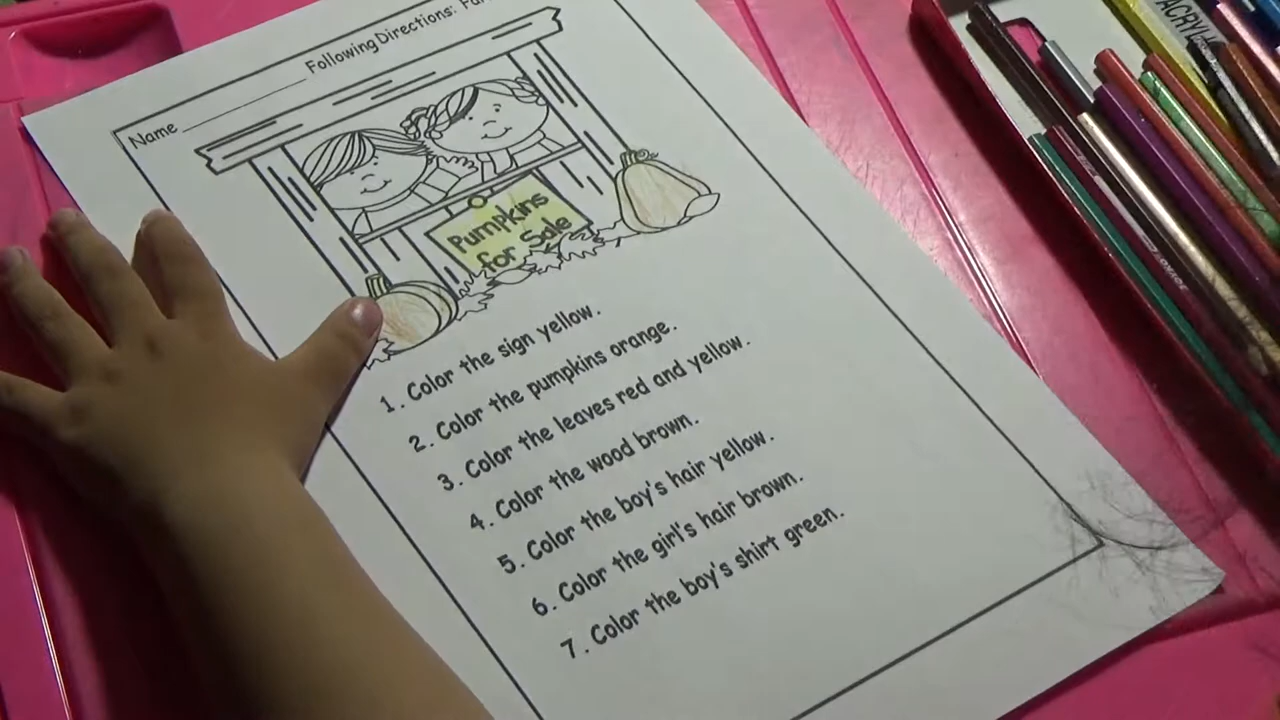 Following Directions:
Name
Pumpkins
for Sale
1. Color the sign yellow.
2. Color the pumpkins orange.
3. Color the leaves red and yellow.
4. Color the wood brown.
5. Color the boy's hair yellow.
6. Color the girl's hair brown.
7. Color the boy's shirt green.